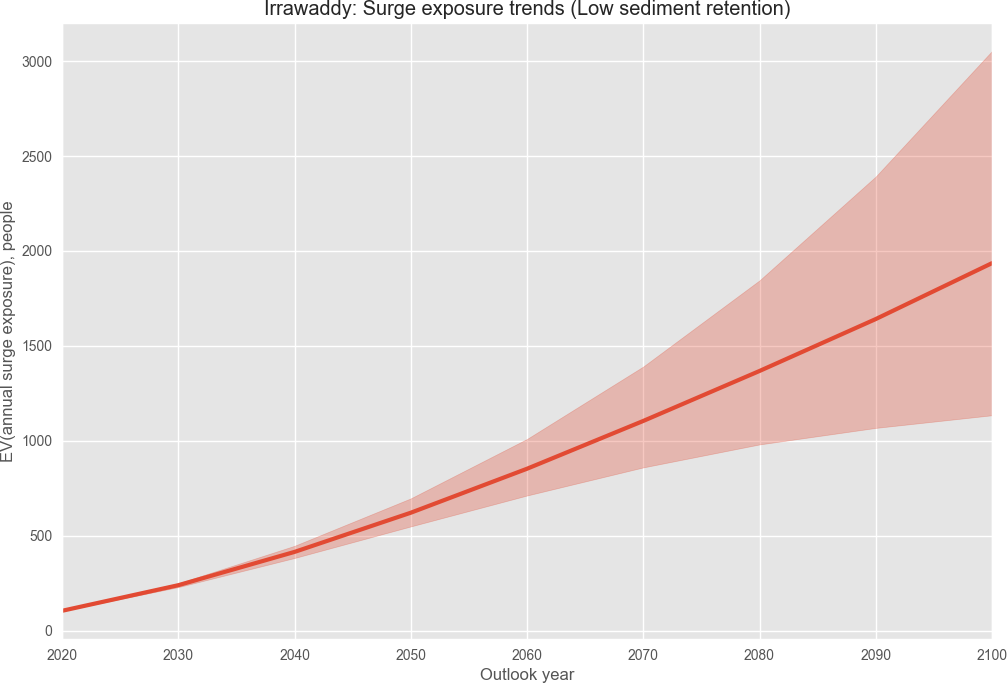 Irrawaddy: Surge exposure trends (Low sediment retention)
EV(annual surge exposure), people
3000
2500
2000
1500
1000
500
0
2020 2030 2040 2050 2060 2070 2080 2090 2100
Outlook year